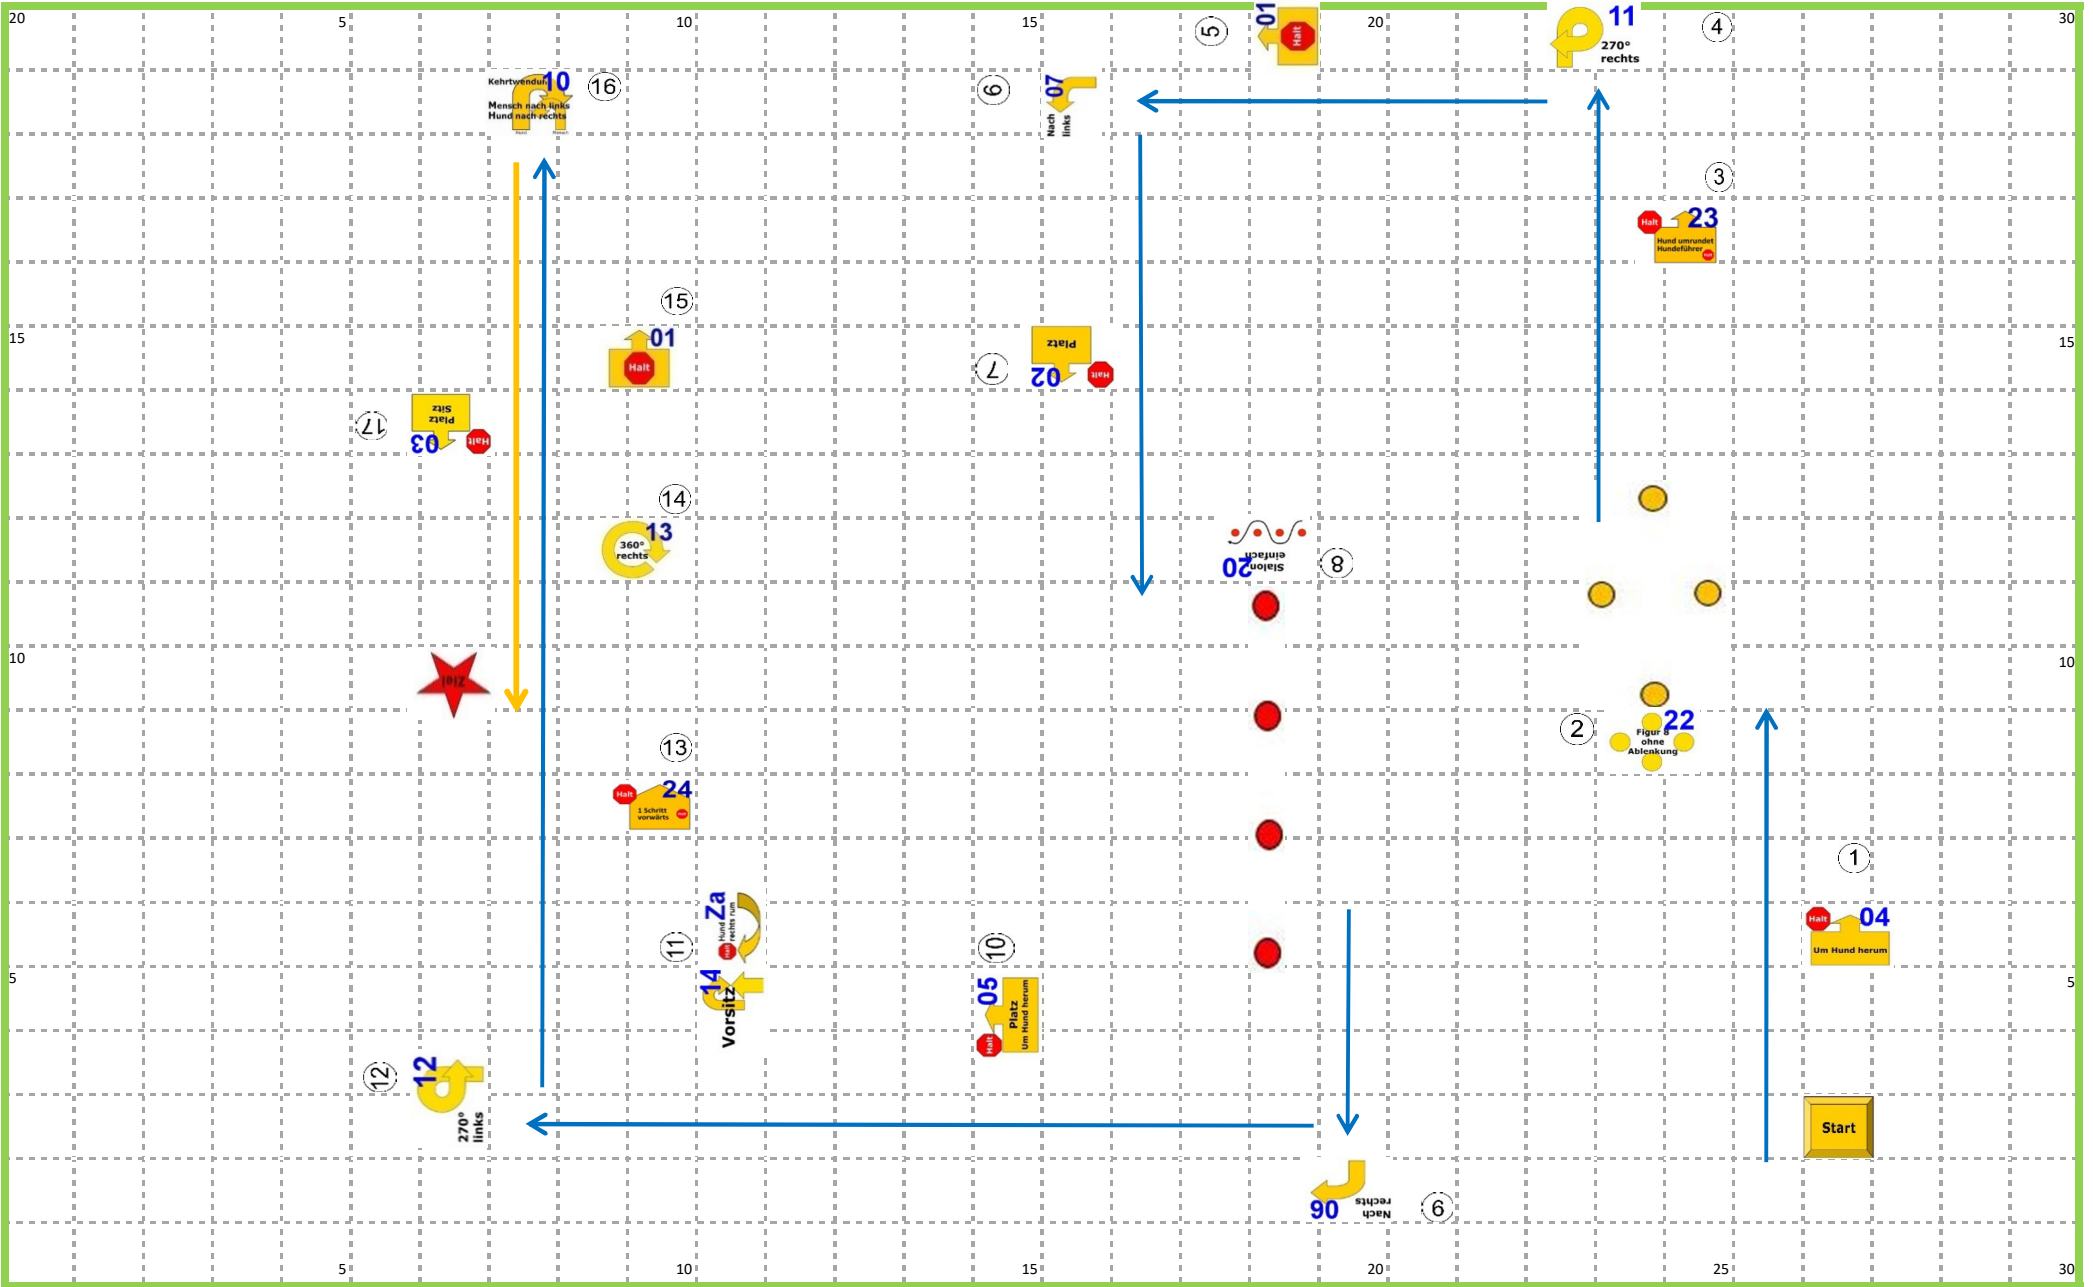 20
5
10
15
20
30
5
01
Halt
11
270°
rechts
4
Kehrtwendung
10
Mensch nach links
Hund nach rechts
Hund
Mensch
16
6
07
Nach
links
3
Halt
23
Hund umrundet
Hundeführer
15
01
Halt
15
15
7
Platz
02
Halt
17
Sitz
Platz
03
Halt
14
13
360°
rechts
8
Slalon
einfach
20
10
10
Ziel
2
22
Figur 8
ohne
Ablenkung
13
Halt
24
1 Schritt
vorwärts
1
Halt
04
Um Hund herum
11
Za
Hund
rechts rum
Halt
14
Vorsitz
10
05
Platz
Um Hund herum
Halt
5
5
12
12
270°
links
Start
9
06
Nach
rechts
5
10
15
20
25
30